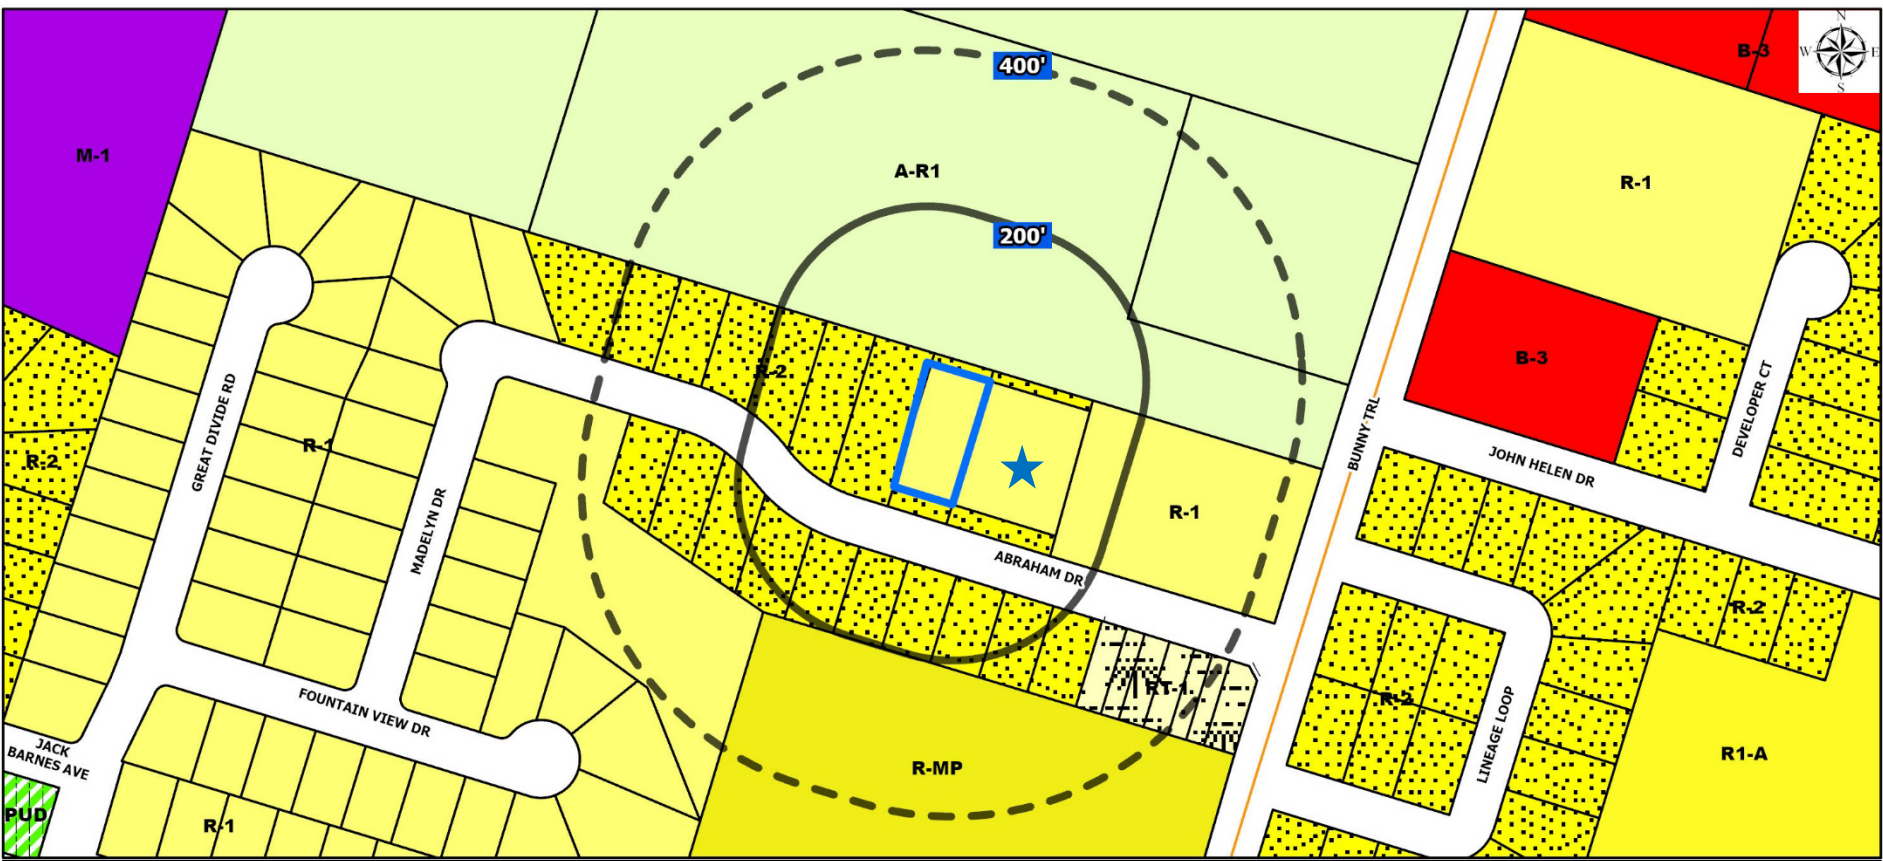 N
W E
S
B-3
400'
M-1
A-R1
R-1
200'
B-3
R-2
GREAT DIVIDE RD
DEVELOPER CT
BUNNY TRL
R-1
R-2
JOHN HELEN DR
MADELYN DR
R-1
ABRAHAM DR
R-2
RT-1
R-2
FOUNTAIN VIEW DR
LINEAGE LOOP
JACK
BARNES AVE
R-MP
R1-A
PUD
R-1